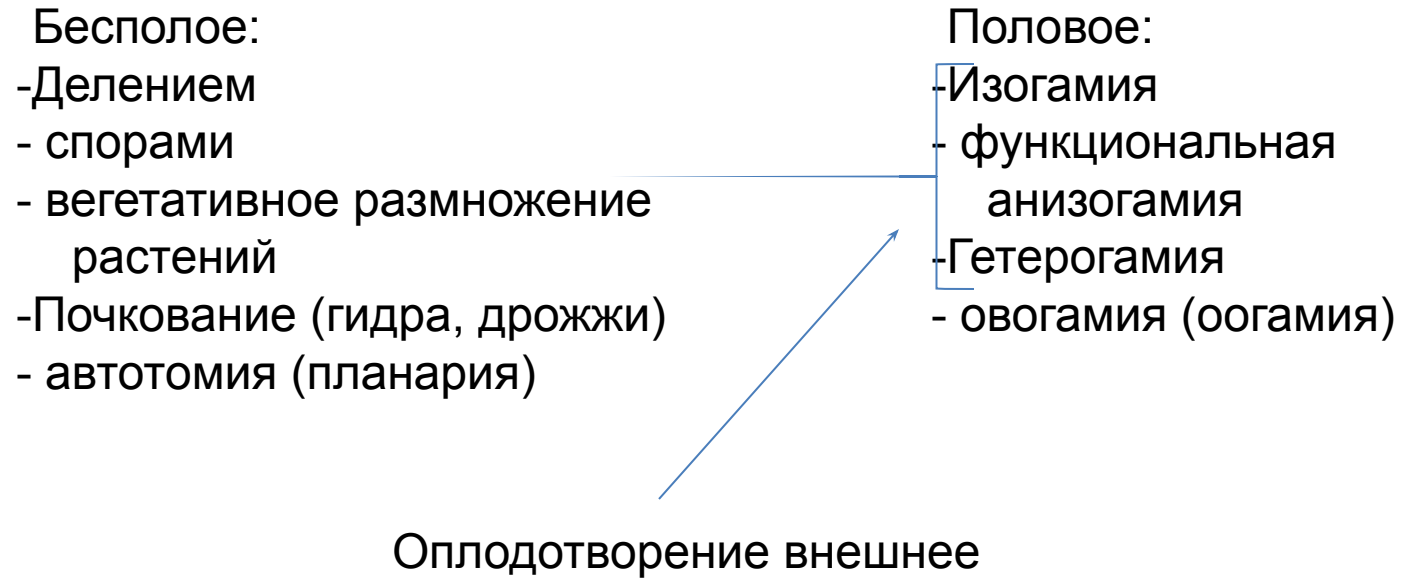 Бесполое:
-Делением
- спорами
- вегетативное размножение
растений
-Почкование (гидра, дрожжи)
- автотомия (планария)
Половое:
-Изогамия
- функциональная
анизогамия
-Гетерогамия
- овогамия (оогамия)
Оплодотворение внешнее